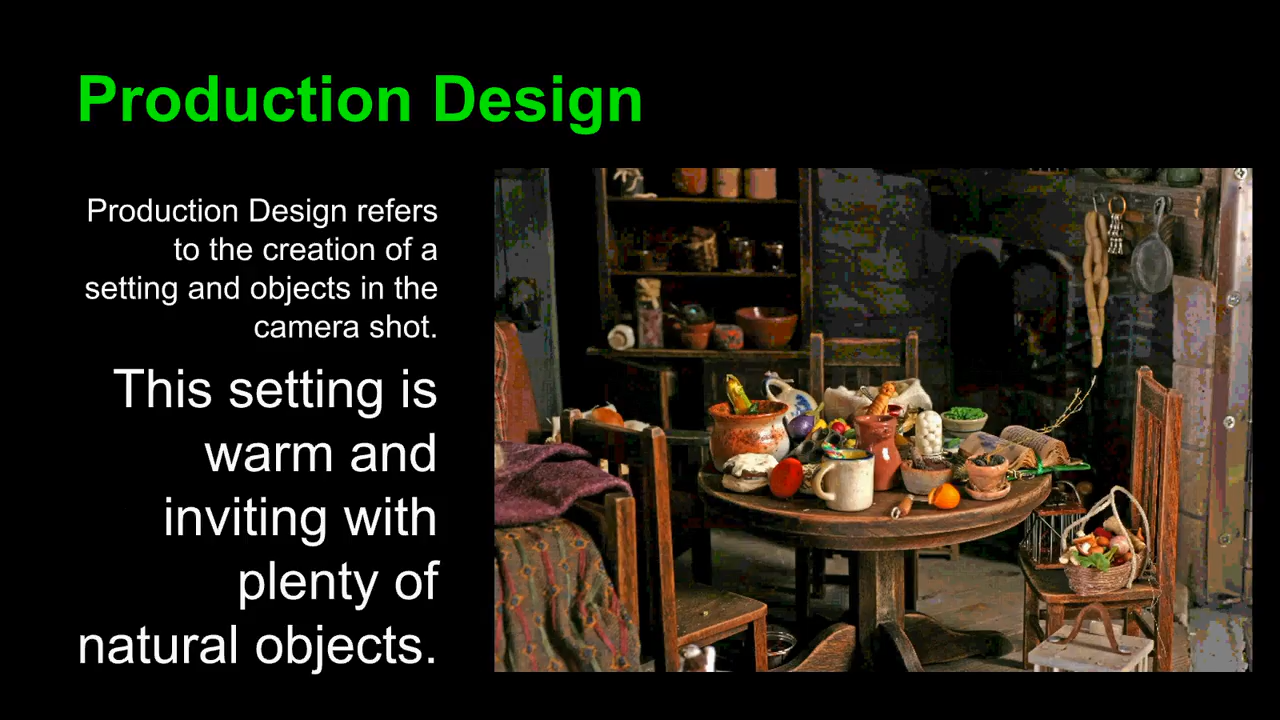 Production Design
Production Design refers
to the creation of a
setting and objects in the
camera shot.
This setting is
warm and
inviting with
plenty of
natural objects.